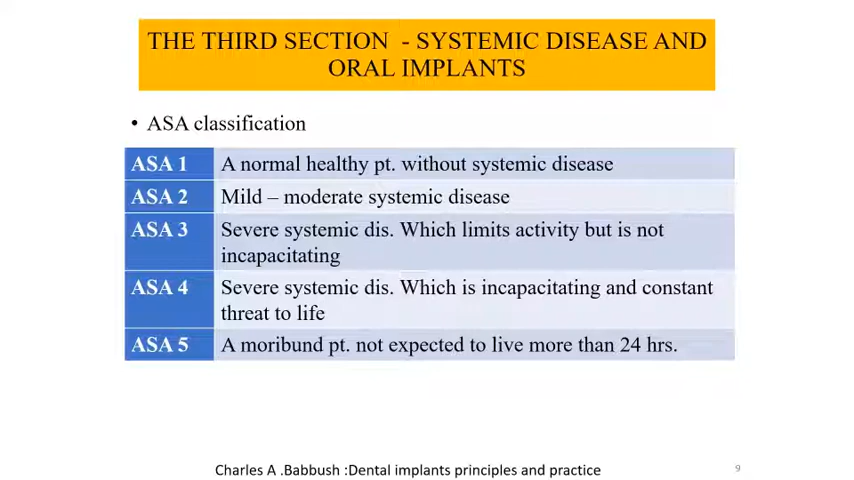 THE THIRD SECTION - SYSTEMIC DISEASE AND
ORAL IMPLANTS
• ASA classification
ASA 1 A normal healthy pt. without systemic disease
ASA 2 Mild – moderate systemic disease
ASA 3 Severe systemic dis. Which limits activity but is not
incapacitating
ASA 4 Severe systemic dis. Which is incapacitating and constant
threat to life
ASA 5 A moribund pt. not expected to live more than 24 hrs.
Charles A .Babbush :Dental implants principles and practice
9